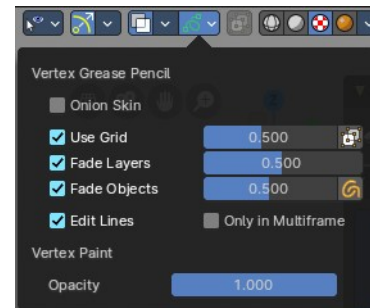 Vertex Grease Pencil
Onion Skin
Use Grid 0.500
Fade Layers 0.500
Fade Objects 0.500
Edit Lines Only in Multiframe
Vertex Paint
Opacity 1.000